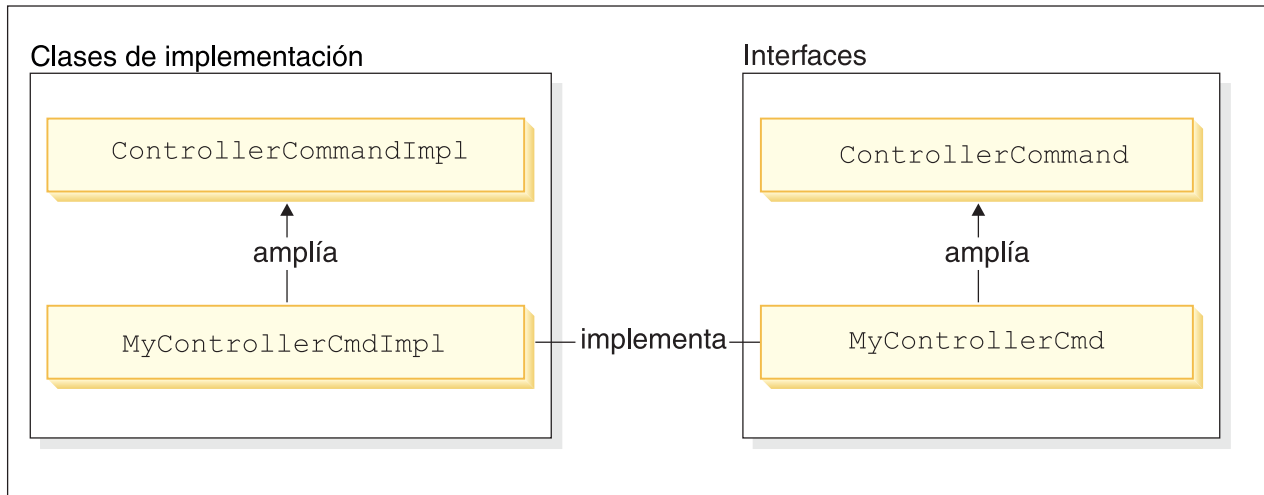 Clases de implementación
Interfaces
ControllerCommandImpl
ControllerCommand
amplía
amplía
MyControllerCmdImpl
implementa
MyControllerCmd